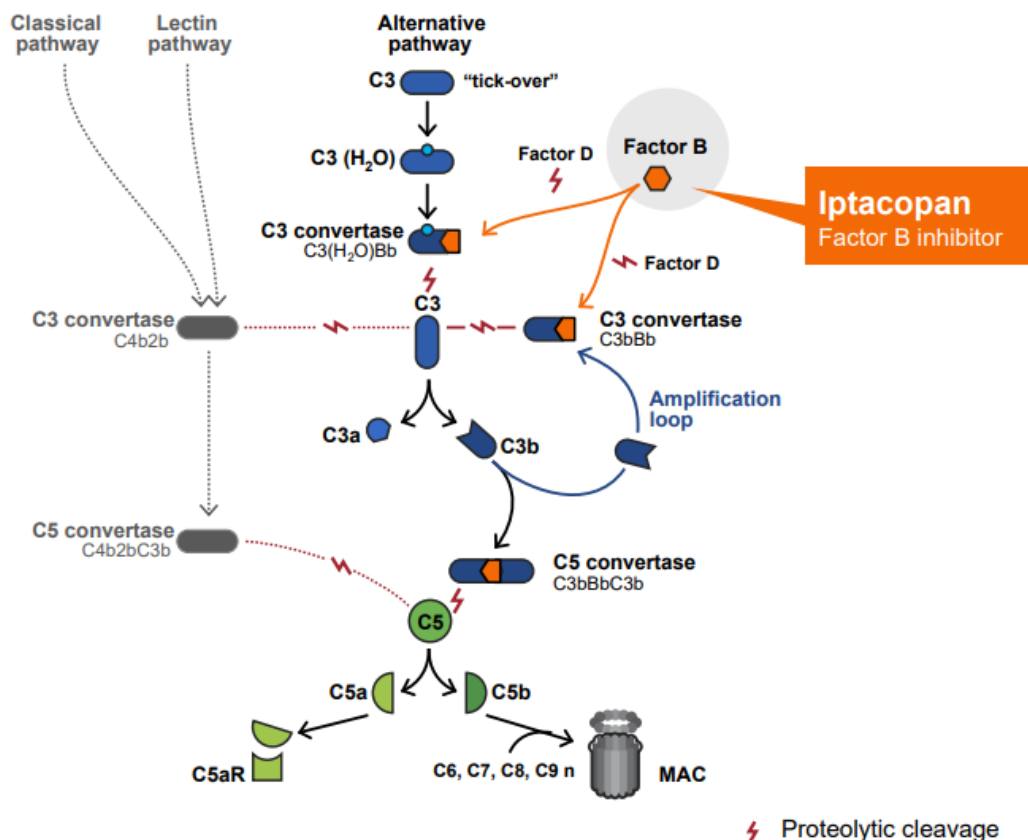 Classical
pathway
Lectin
pathway
Alternative
pathway
C3
“tick-over”
C3 (H₂O)
Factor D
Factor B
Iptacopan
Factor B inhibitor
C3 convertase
C3(H₂O)Bb
Factor D
C3
C3 convertase
C4b2b
C3 convertase
C3bBb
Amplification
loop
C3a
C3b
C5 convertase
C4b2bC3b
C5 convertase
C3bBbC3b
C5
C5a
C5b
C5aR
C6, C7, C8, C9 n
MAC
Proteolytic cleavage